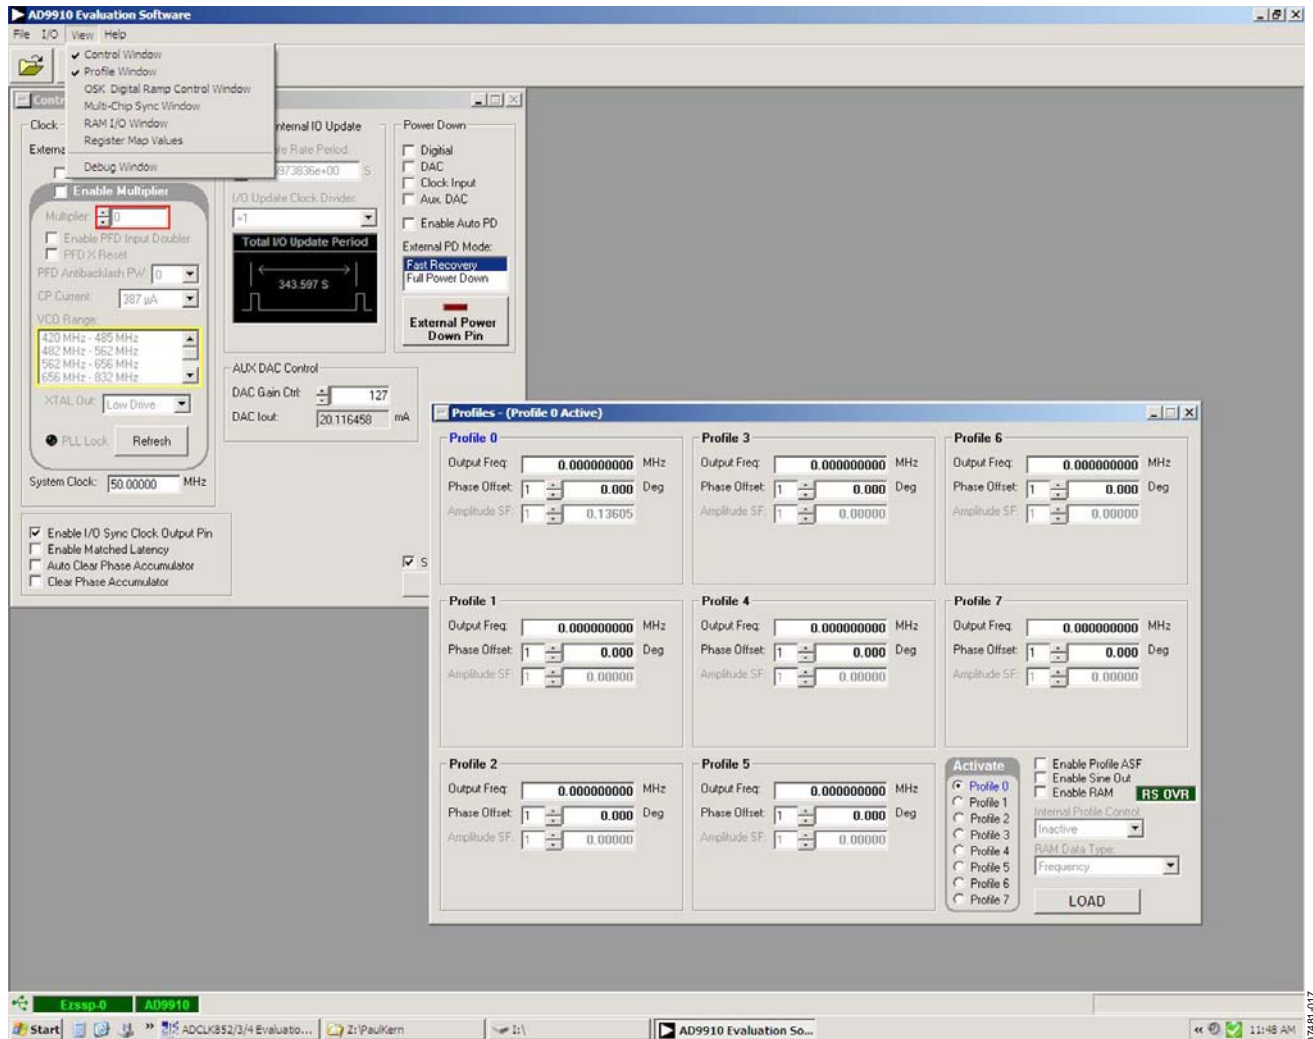 AD9910 Evaluation Software
File I/O View Help
Control Window
Profile Window
OSK Digital Ramp Control Window
Multi-Chip Sync Window
RAM I/O Window
Register Map Values
Debug Window
Contr
Clock
Externa
Enable Multiplier
Multiplier: 0
Enable PFD Input Doubler
PFD X Reset
PFD Antibacklash PW: 0
CP Current: 387 µA
VCO Range:
420 MHz - 485 MHz
482 MHz - 562 MHz
562 MHz - 656 MHz
656 MHz - 832 MHz
XTAL Out: Low Drive
PLL Lock Refresh
System Clock: 50.00000 MHz
Enable I/O Sync Clock Output Pin
Enable Matched Latency
Auto Clear Phase Accumulator
Clear Phase Accumulator
nternal IO Update
te Rate Period:
973836e+00 S
I/O Update Clock Divider:
÷1
Total I/O Update Period
343.597 S
AUX DAC Control
DAC Gain Ctrl: 127
DAC Iout: 20.116458 mA
Power Down
Digitial
DAC
Clock Input
Aux. DAC
Enable Auto PD
External PD Mode:
Fast Recovery
Full Power Down
External Power
Down Pin
S
Profiles - (Profile 0 Active)
Profile 0
Output Freq: 0.000000000 MHz
Phase Offset: 1 0.000 Deg
Amplitude SF: 1 0.13605
Profile 3
Output Freq: 0.000000000 MHz
Phase Offset: 1 0.000 Deg
Amplitude SF: 1 0.00000
Profile 6
Output Freq: 0.000000000 MHz
Phase Offset: 1 0.000 Deg
Amplitude SF: 1 0.00000
Profile 1
Output Freq: 0.000000000 MHz
Phase Offset: 1 0.000 Deg
Amplitude SF: 1 0.00000
Profile 4
Output Freq: 0.000000000 MHz
Phase Offset: 1 0.000 Deg
Amplitude SF: 1 0.00000
Profile 7
Output Freq: 0.000000000 MHz
Phase Offset: 1 0.000 Deg
Amplitude SF: 1 0.00000
Profile 2
Output Freq: 0.000000000 MHz
Phase Offset: 1 0.000 Deg
Amplitude SF: 1 0.00000
Profile 5
Output Freq: 0.000000000 MHz
Phase Offset: 1 0.000 Deg
Amplitude SF: 1 0.00000
Activate
Profile 0
Profile 1
Profile 2
Profile 3
Profile 4
Profile 5
Profile 6
Profile 7
Enable Profile ASF
Enable Sine Out
Enable RAM RS OVR
Internal Profile Control:
Inactive
RAM Data Type:
Frequency
LOAD
Ezssp-0 AD9910
Start » ADCLK852/3/4 Evaluatio... Z:\PaulKern I:\ AD9910 Evaluation So... « 11:48 AM
17481-017